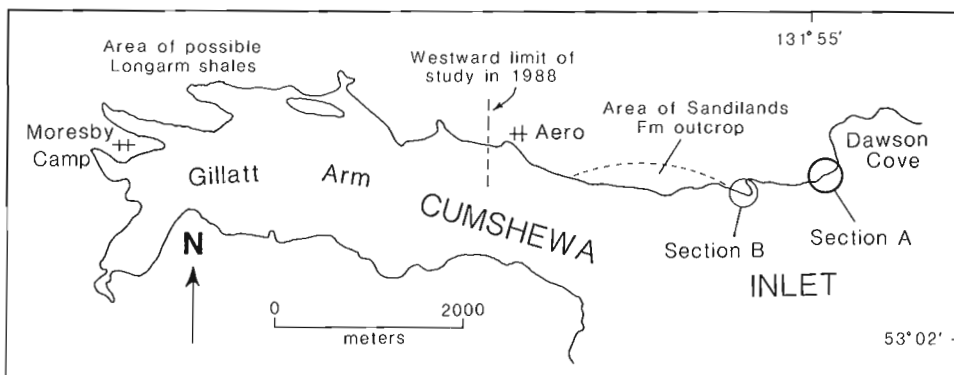 131° 55′
Area of possible
Longarm shales
Westward limit of
study in 1988
Area of Sandilands
Fm outcrop
Moresby
Camp
Aero
Dawson
Cove
Gillatt Arm
CUMSHEWA
Section B
Section A
N
INLET
0 2000
meters
53° 02′